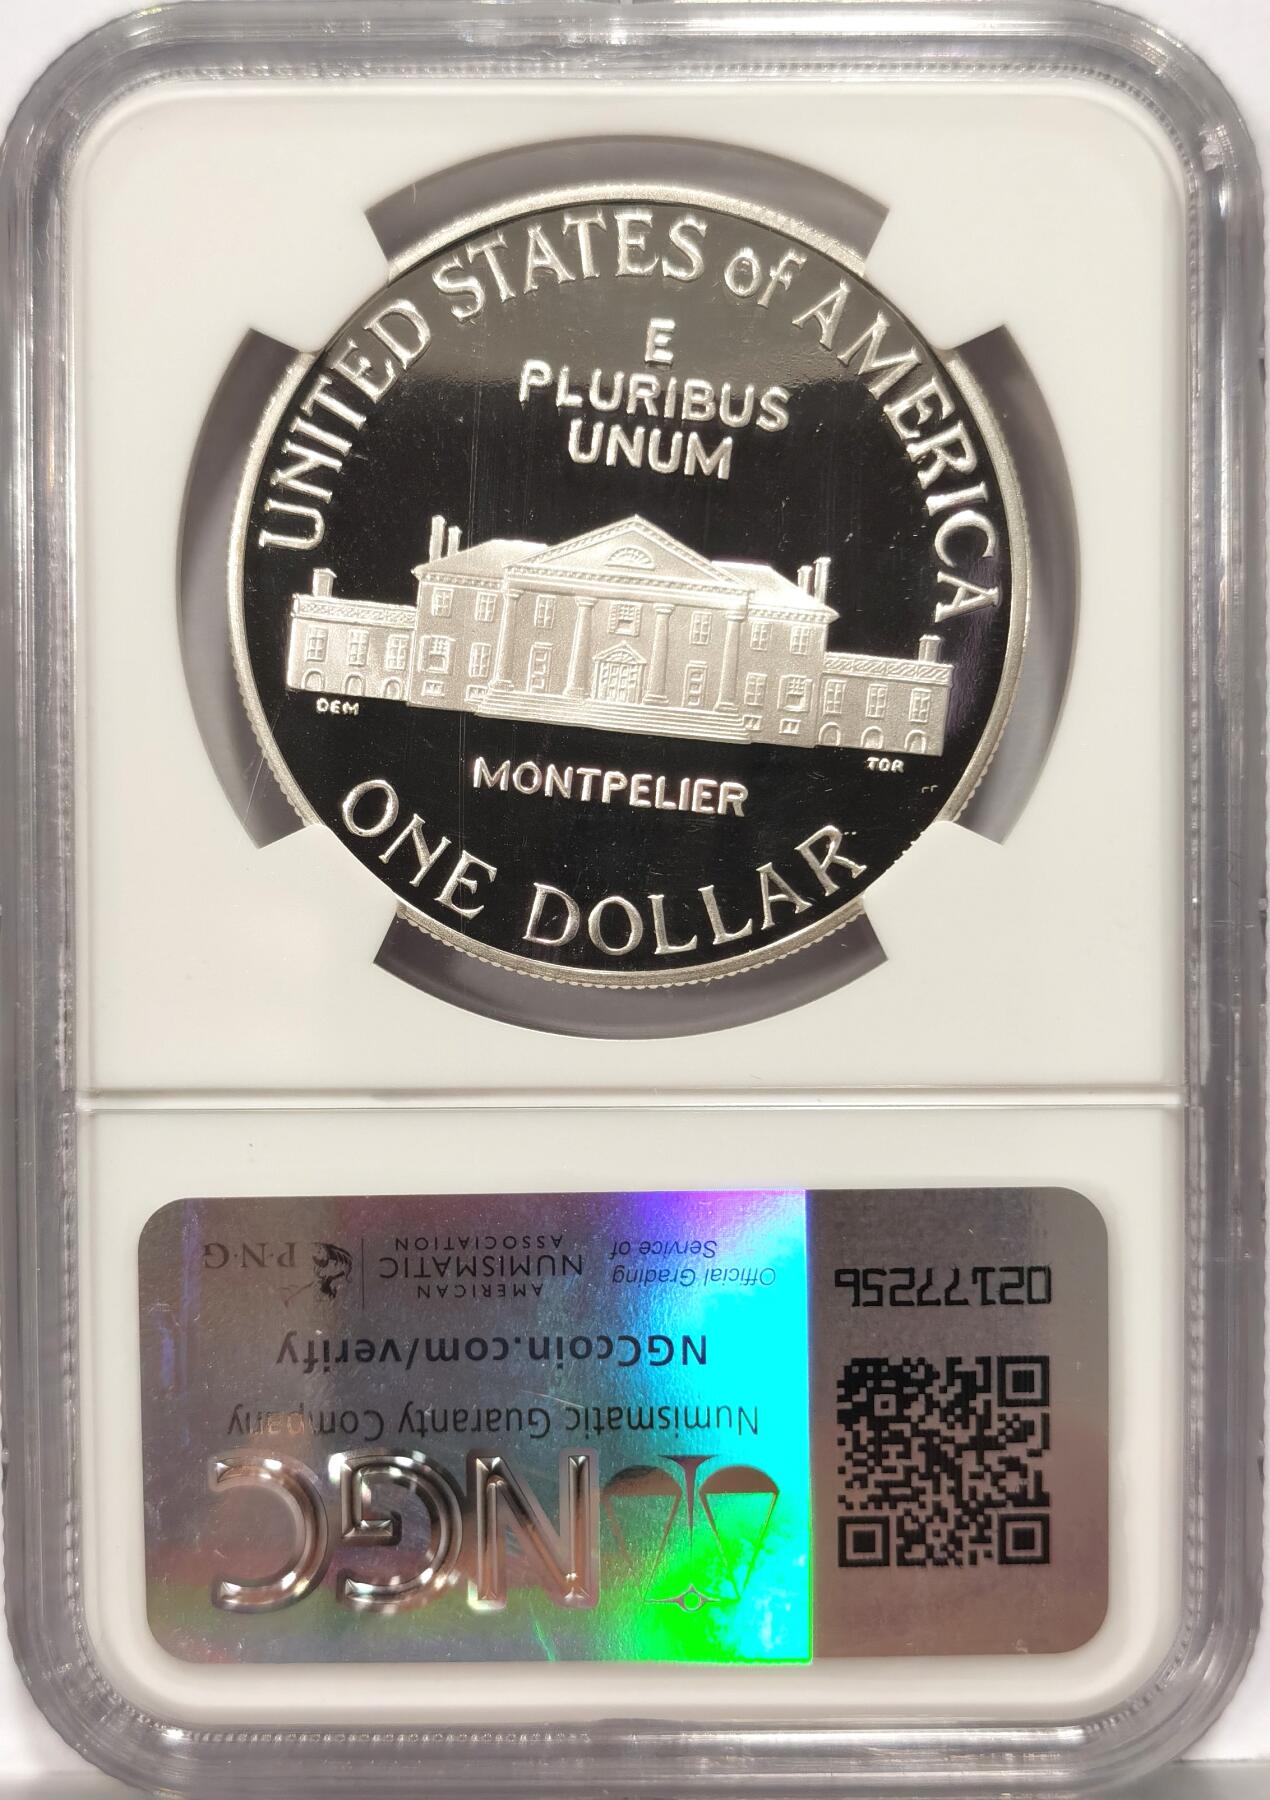 UNITED STATES of AMERICA
E
PLURIBUS
UNUM
DEM
TOR
MONTPELIER
ONE DOLLAR
NGC
Numismatic Guaranty Company
NGCcoin.com/verify
Official Grading
Service of
AMERICAN
NUMISMATIC
ASSOCIATION
P·N·G
02177256